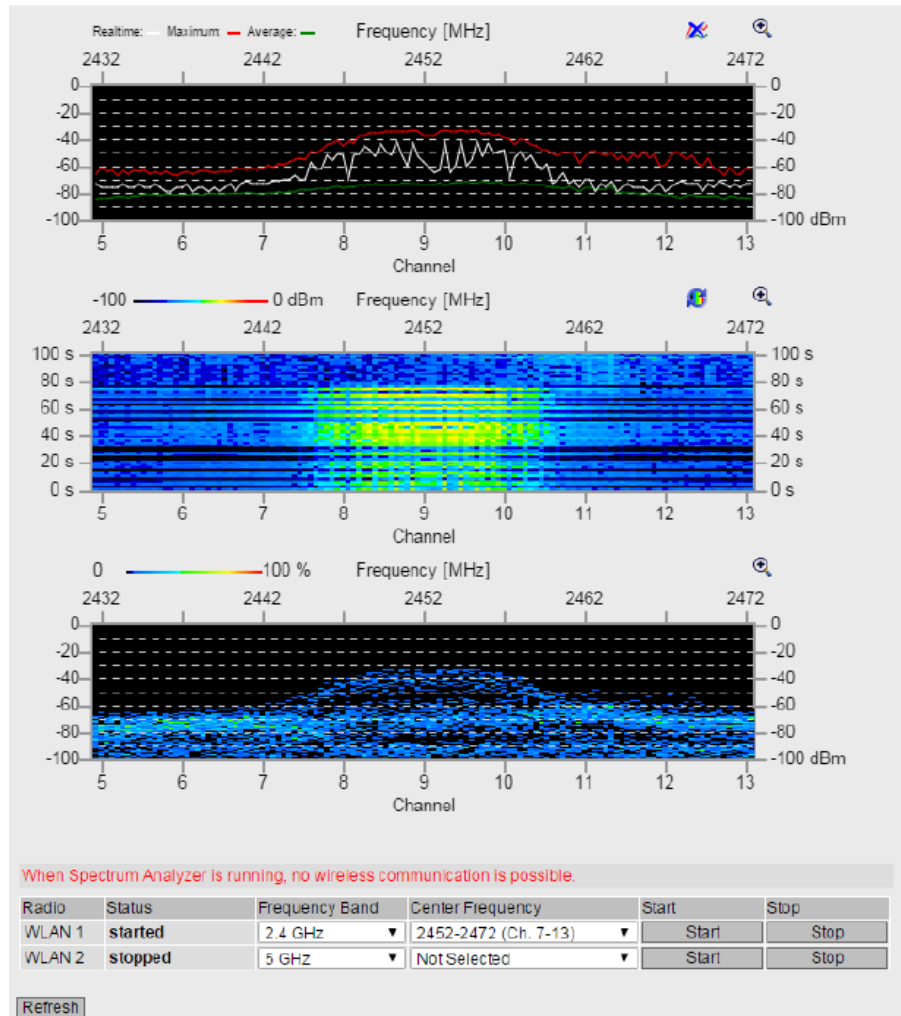 Realtime: Maximum: Average: Frequency [MHz]
2432 2442 2452 2462 2472
0 0
-20 -20
-40 -40
-60 -60
-80 -80
-100 -100 dBm
5 6 7 8 9 10 11 12 13
Channel
-100 0 dBm Frequency [MHz]
2432 2442 2452 2462 2472
100 s 100 s
80 s 80 s
60 s 60 s
40 s 40 s
20 s 20 s
0 s 0 s
5 6 7 8 9 10 11 12 13
Channel
0 100 % Frequency [MHz]
2432 2442 2452 2462 2472
0 0
-20 -20
-40 -40
-60 -60
-80 -80
-100 -100 dBm
5 6 7 8 9 10 11 12 13
Channel
When Spectrum Analyzer is running, no wireless communication is possible.
Radio Status Frequency Band Center Frequency Start Stop
WLAN 1 started 2.4 GHz 2452-2472 (Ch. 7-13) Start Stop
WLAN 2 stopped 5 GHz Not Selected Start Stop
Refresh